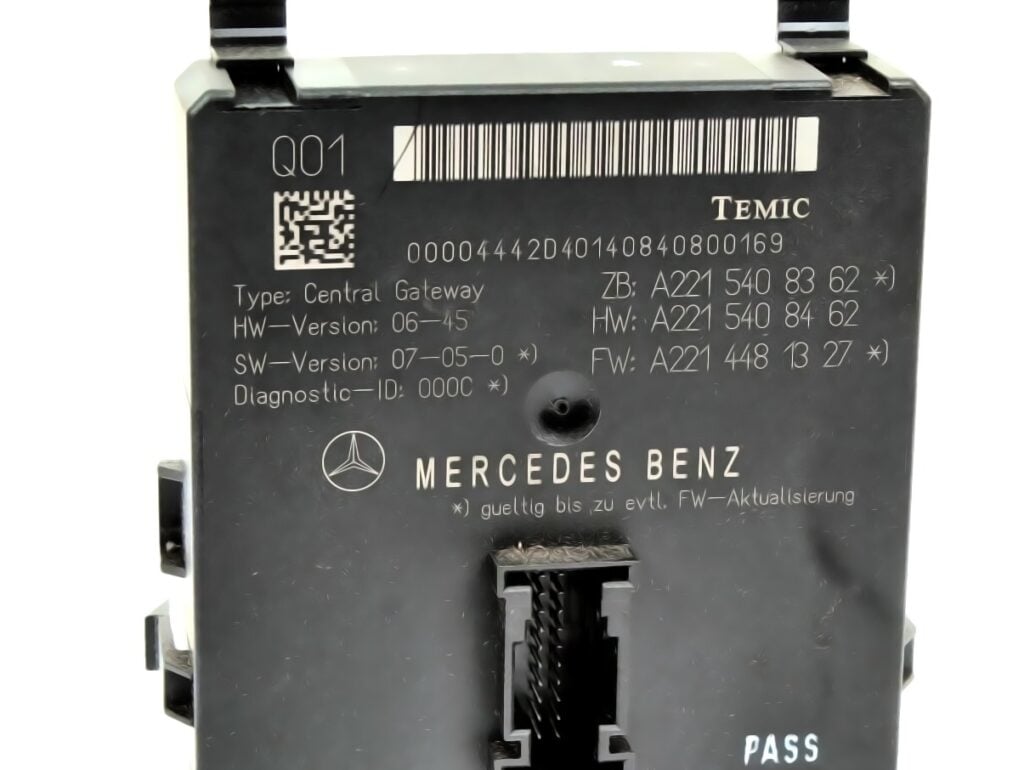 Q01
TEMIC
00004442D40140840800169
Type: Central Gateway
HW-Version: 06-45
SW-Version: 07-05-0 *)
Diagnostic-ID: 000C *)
ZB: A221 540 83 62 *)
HW: A221 540 84 62
FW: A221 448 13 27 *)
MERCEDES BENZ
*) gueltig bis zu evtl. FW-Aktualisierung
PASS